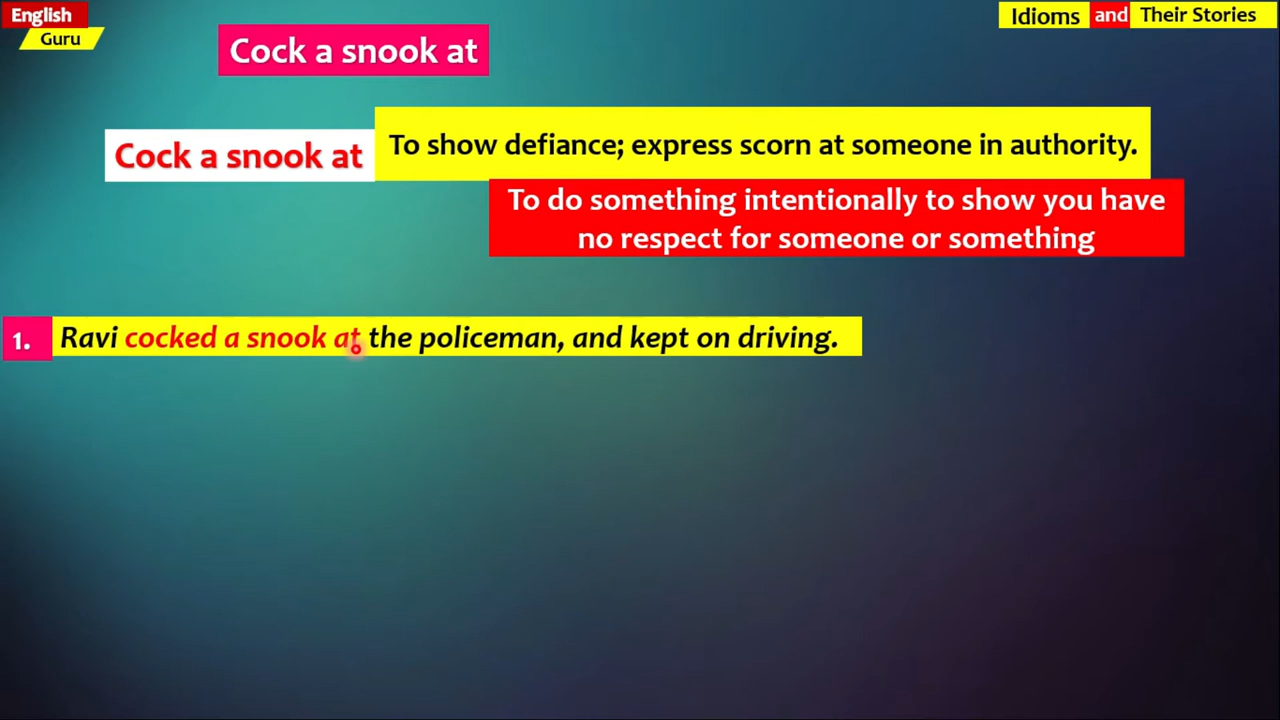 English
Guru
Idioms and Their Stories
Cock a snook at
Cock a snook at
To show defiance; express scorn at someone in authority.
To do something intentionally to show you have
no respect for someone or something
1. Ravi cocked a snook at the policeman, and kept on driving.